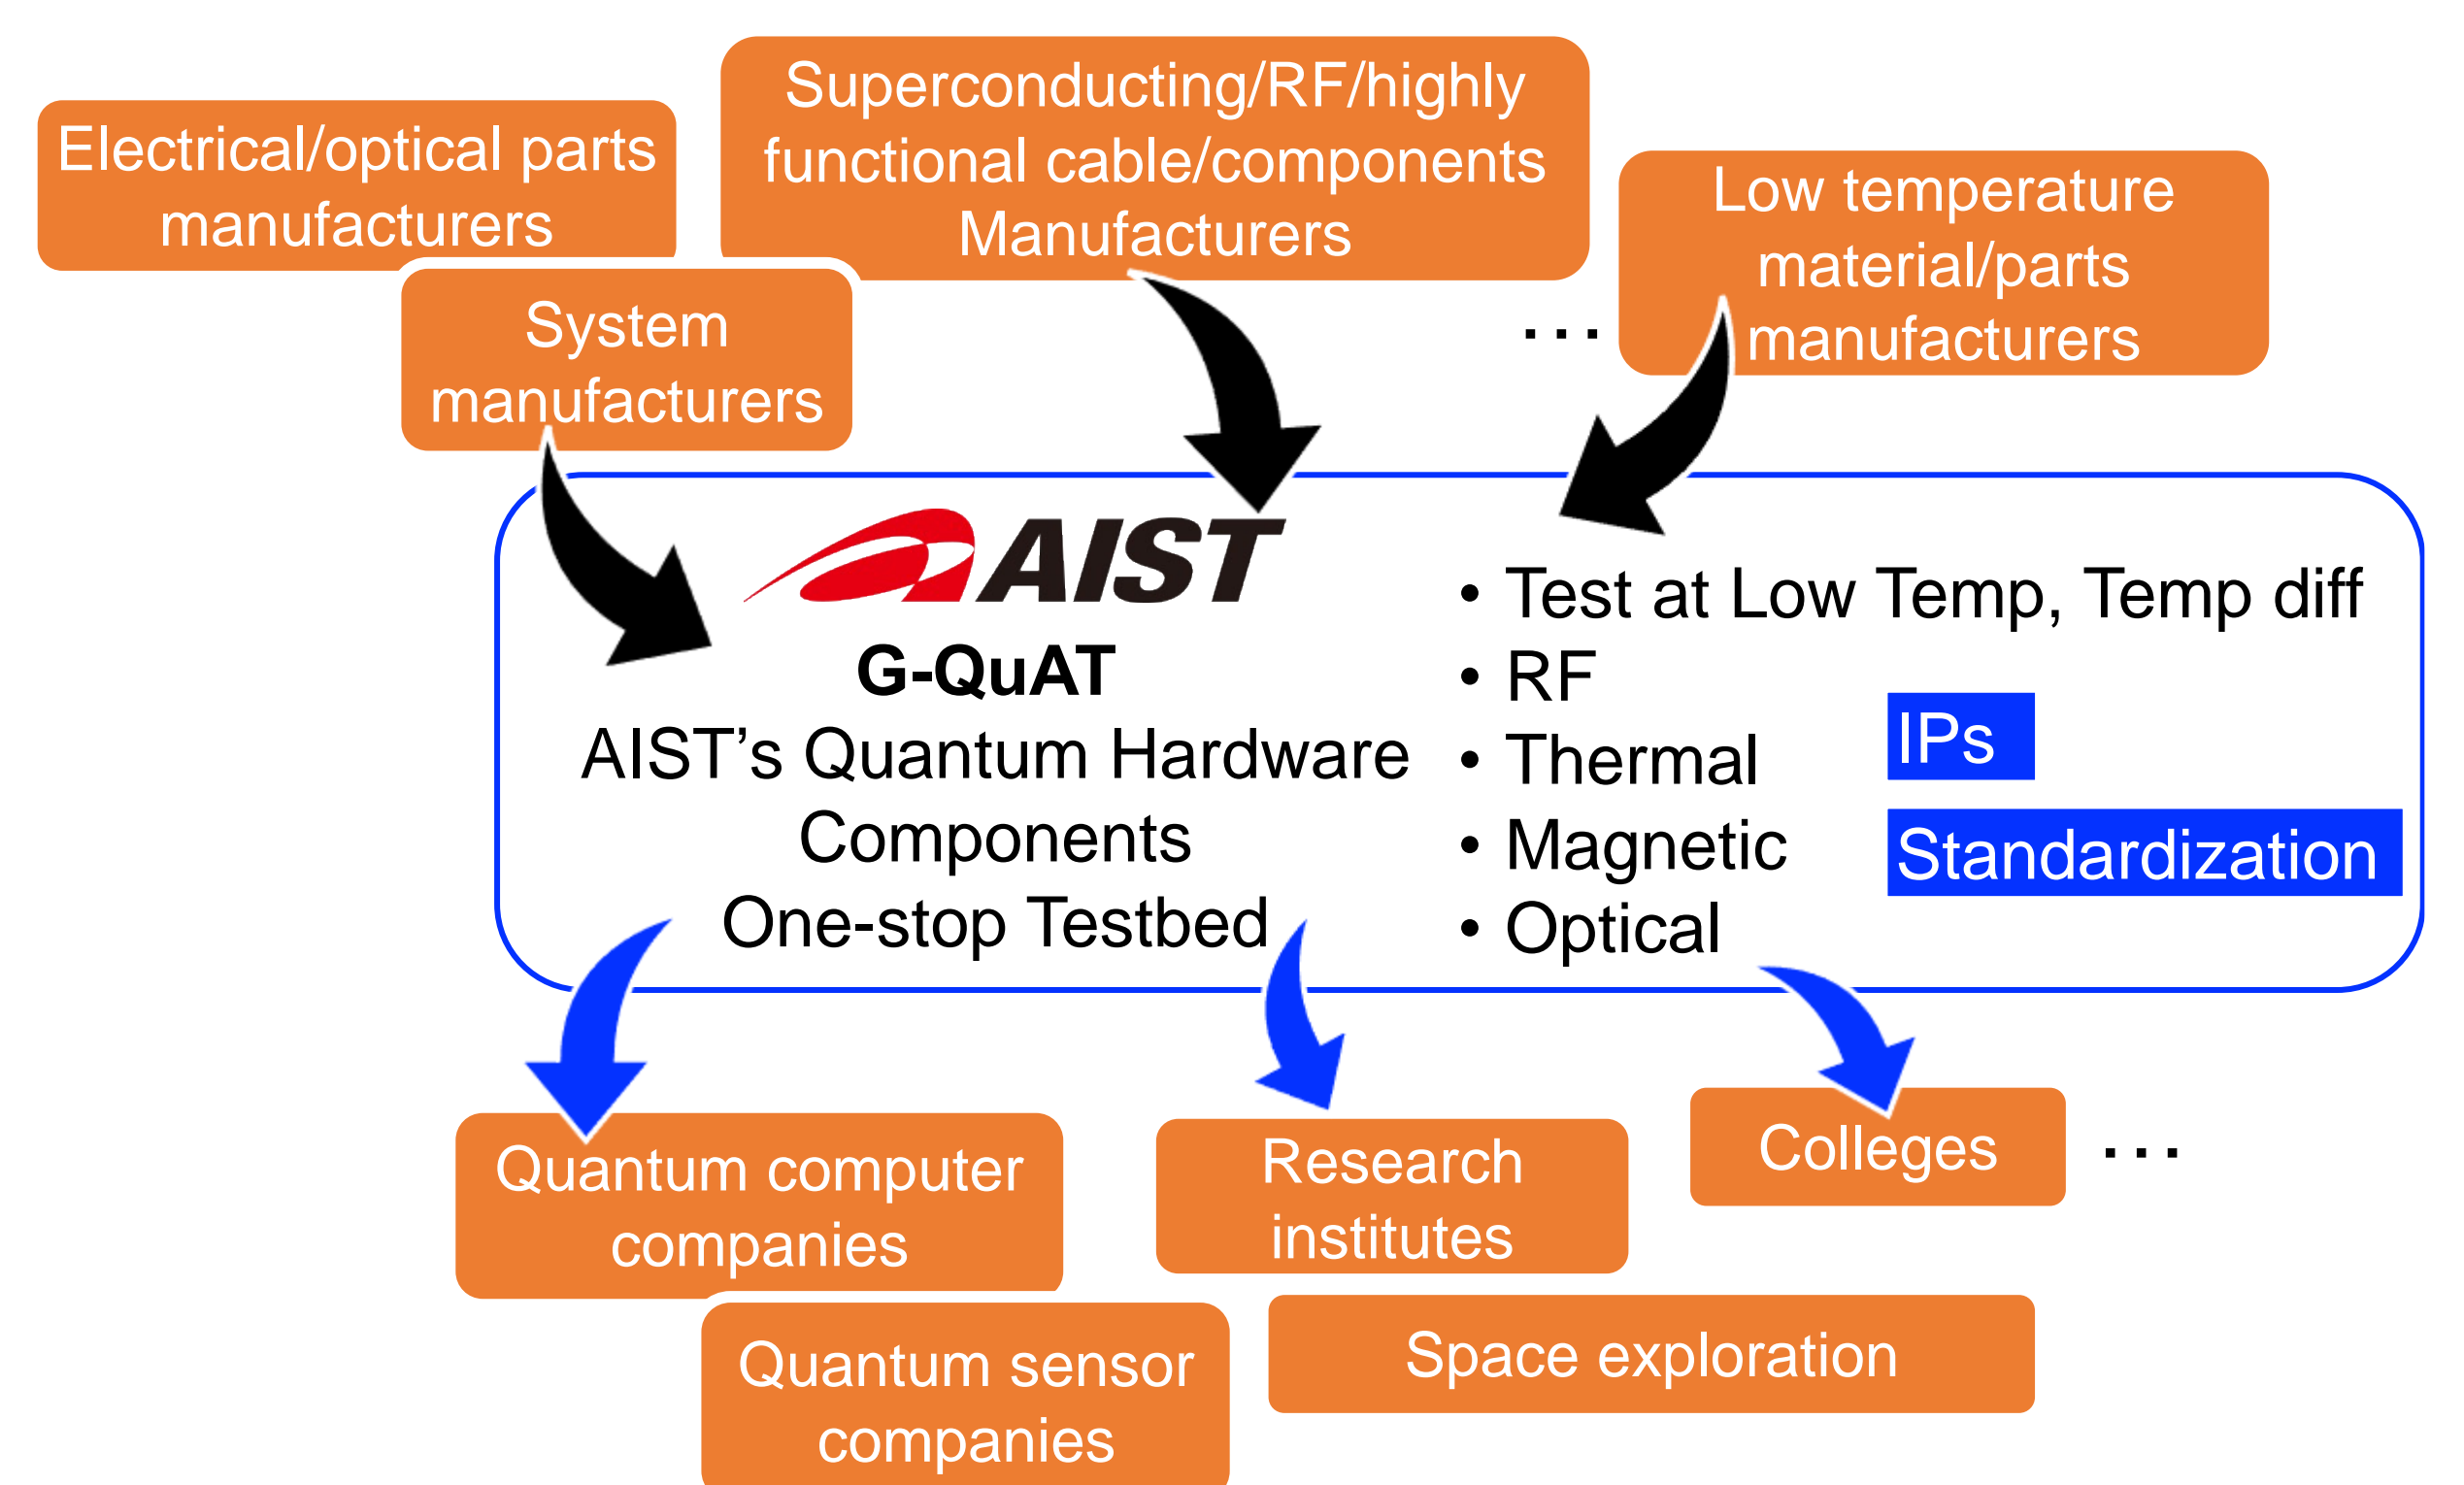 Electrical/optical parts
manufacturers
Superconducting/RF/highly
functional cable/components
Manufacturers
Low temperature
material/parts
manufacturers
System
manufacturers
...
AIST
G-QuAT
AIST's Quantum Hardware
Components
One-stop Testbed
• Test at Low Temp, Temp diff
• RF
• Thermal
• Magnetic
• Optical
IPs
Standardization
Quantum computer
companies
Research
institutes
Colleges
...
Quantum sensor
companies
Space exploration